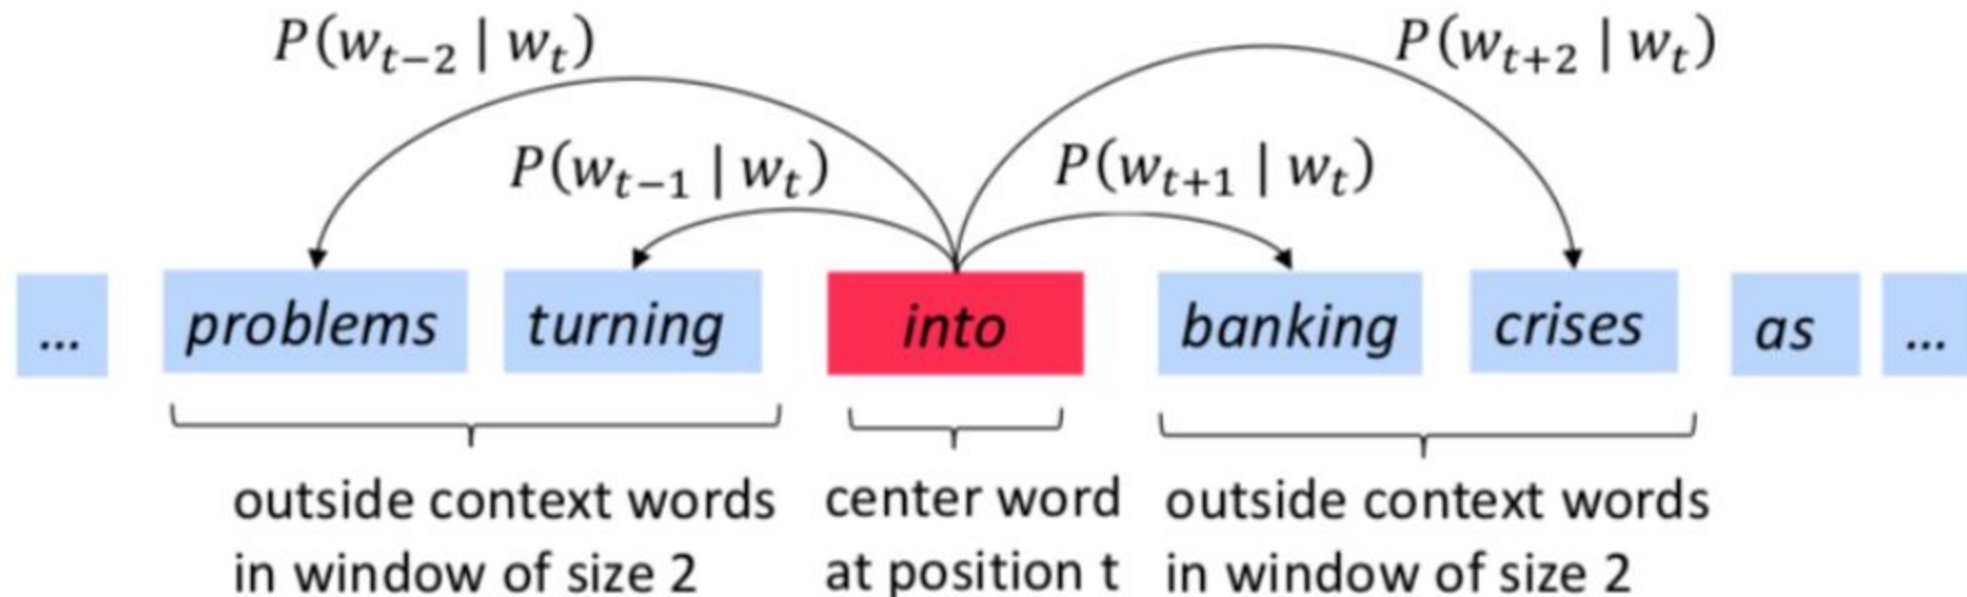 P(w_{t−2} | w_t) P(w_{t+2} | w_t)
P(w_{t−1} | w_t) P(w_{t+1} | w_t)
... problems turning into banking crises as ...
outside context words center word outside context words
in window of size 2 at position t in window of size 2